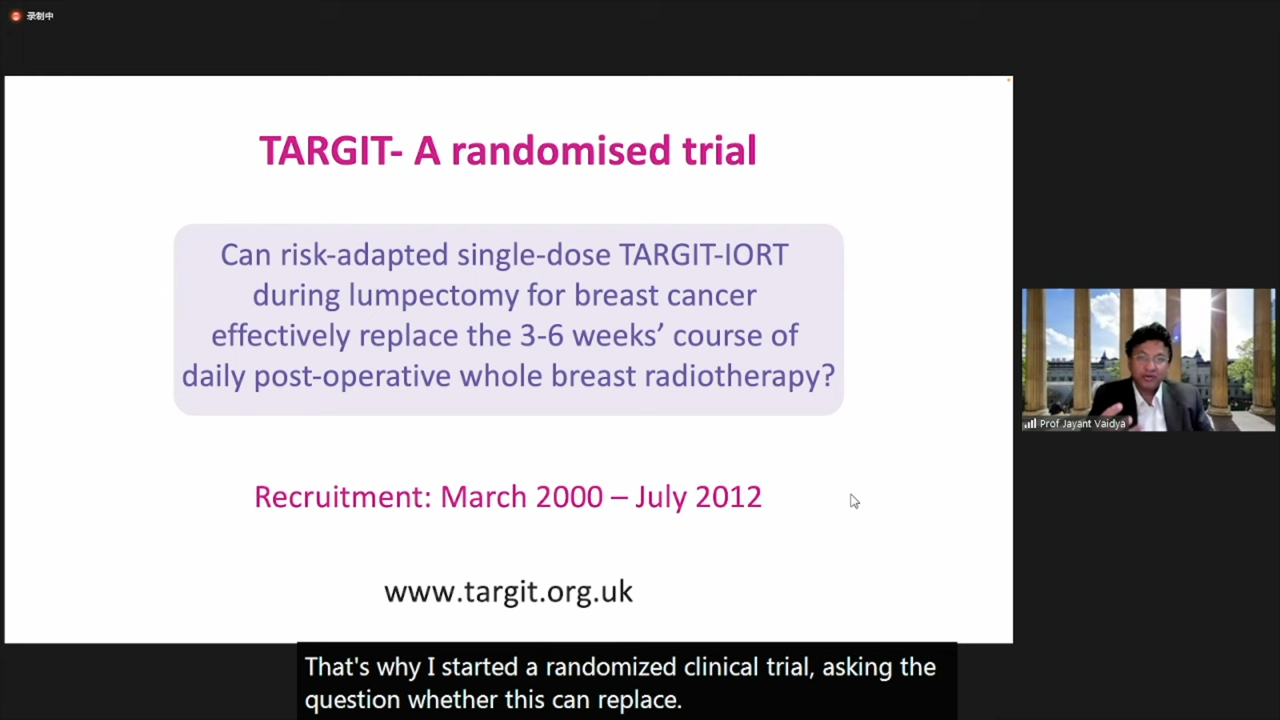 录制中
TARGIT- A randomised trial
Can risk-adapted single-dose TARGIT-IORT
during lumpectomy for breast cancer
effectively replace the 3-6 weeks’ course of
daily post-operative whole breast radiotherapy?
Recruitment: March 2000 – July 2012
www.targit.org.uk
Prof Jayant Vaidya
That's why I started a randomized clinical trial, asking the
question whether this can replace.